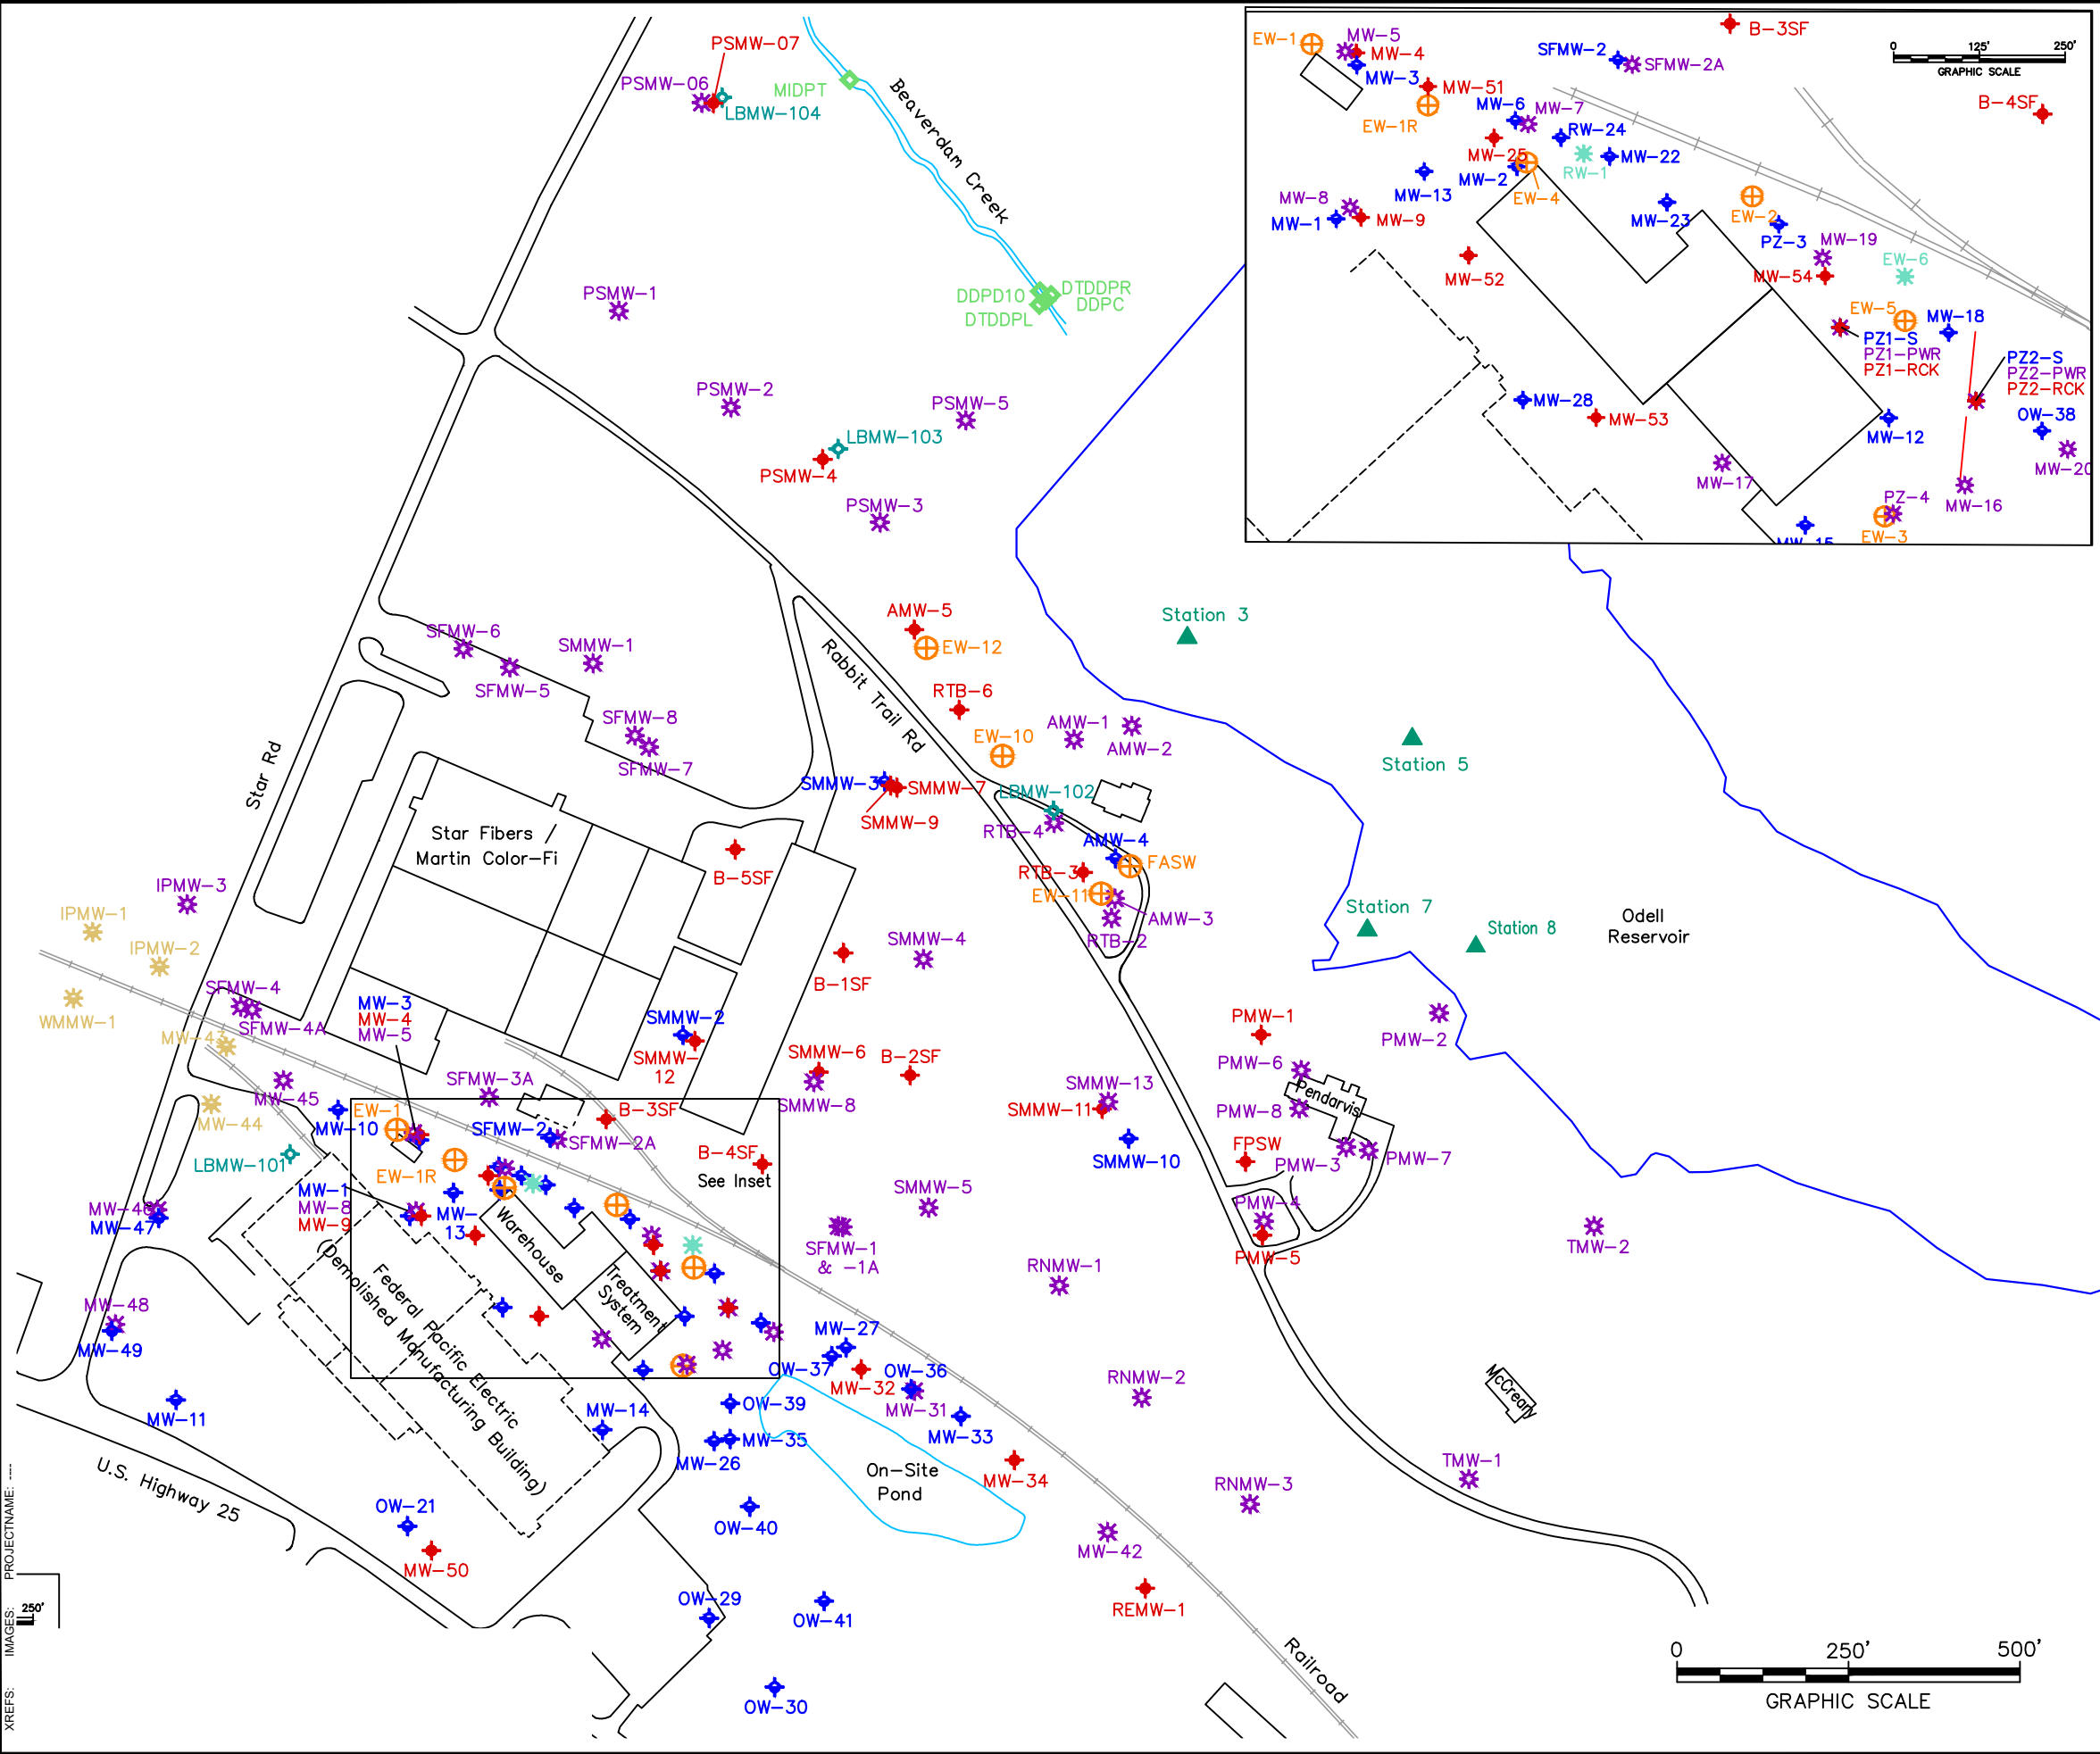 PSMW-07
PSMW-06
LBMW-104
MIDPT
Beaverdam Creek
DDPD10
DTDDPR
DDPC
DTDDPL
PSMW-1
PSMW-2
PSMW-5
LBMW-103
PSMW-4
PSMW-3
EW-1
MW-5
MW-4
MW-3
MW-51
EW-1R
SFMW-2
SFMW-2A
B-3SF
0 125' 250'
GRAPHIC SCALE
B-4SF
MW-6
MW-7
RW-24
MW-25
MW-22
RW-1
MW-2
EW-4
MW-13
MW-8
MW-1
MW-9
MW-23
EW-2
PZ-3
MW-19
MW-54
EW-6
MW-52
EW-5
MW-18
PZ1-S
PZ1-PWR
PZ1-RCK
PZ2-S
PZ2-PWR
PZ2-RCK
MW-28
MW-53
MW-12
OW-38
MW-20
MW-17
PZ-4
MW-16
EW-3
MW-15
AMW-5
EW-12
Station 3
SFMW-6
SMMW-1
SFMW-5
Rabbit Trail Rd
RTB-6
SFMW-8
SFMW-7
EW-10
AMW-1
AMW-2
Station 5
Star Rd
SMMW-3
SMMW-7
SMMW-9
LBMW-102
RTB-4
Star Fibers /
Martin Color-Fi
AMW-4
FASW
B-5SF
RTB-3
EW-11
AMW-3
RTB-2
IPMW-3
IPMW-1
IPMW-2
Station 7
Station 8
Odell
Reservoir
SMMW-4
B-1SF
SFMW-4
SFMW-4A
WMMW-1
MW-43
MW-3
MW-4
MW-5
SMMW-2
SMMW-
12
PMW-1
PMW-2
SMMW-6
B-2SF
SMMW-8
PMW-6
Pendarvis
PMW-8
SMMW-13
SMMW-11
SMMW-10
MW-45
MW-44
SFMW-3A
EW-1
MW-10
SFMW-2
SFMW-2A
B-3SF
B-4SF
See Inset
FPSW
PMW-3
PMW-7
LBMW-101
EW-1R
MW-1
MW-8
MW-9
MW-
13
MW-46
MW-47
SMMW-5
PMW-4
PMW-5
TMW-2
SFMW-1
& -1A
RNMW-1
Warehouse
Treatment
System
Federal Pacific Electric
(Demolished Manufacturing Building)
MW-48
MW-49
MW-27
OW-37
MW-32
OW-36
MW-31
MW-33
RNMW-2
McCreary
MW-11
MW-14
OW-39
MW-35
MW-26
On-Site
Pond
MW-34
TMW-1
RNMW-3
U.S. Highway 25
OW-21
MW-50
OW-40
MW-42
REMW-1
OW-29
OW-41
OW-30
Railroad
0 250' 500'
GRAPHIC SCALE
250'
XREFS: IMAGES: PROJECTNAME: ----